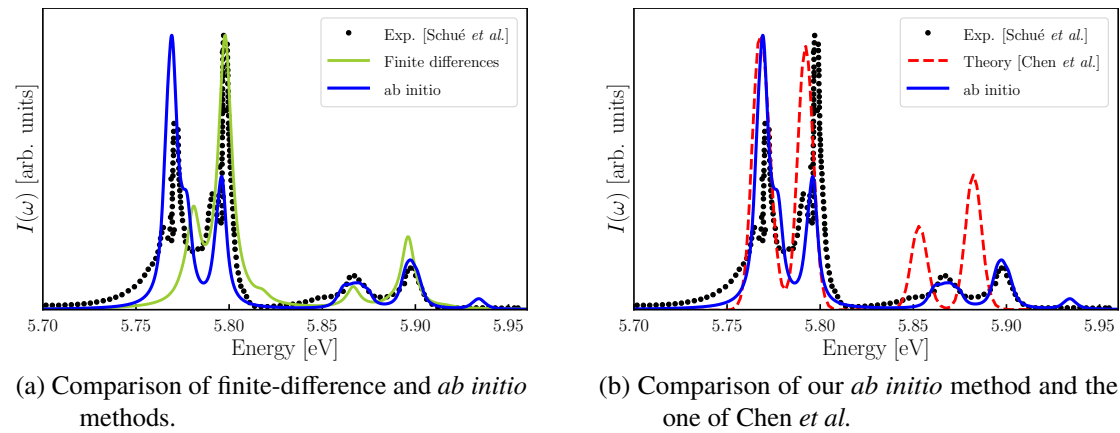 Exp. [Schué et al.]
Finite differences
ab initio
I(ω) [arb. units]
5.70 5.75 5.80 5.85 5.90 5.95
Energy [eV]
(a) Comparison of finite-difference and ab initio
methods.
Exp. [Schué et al.]
Theory [Chen et al.]
ab initio
I(ω) [arb. units]
5.70 5.75 5.80 5.85 5.90 5.95
Energy [eV]
(b) Comparison of our ab initio method and the
one of Chen et al.